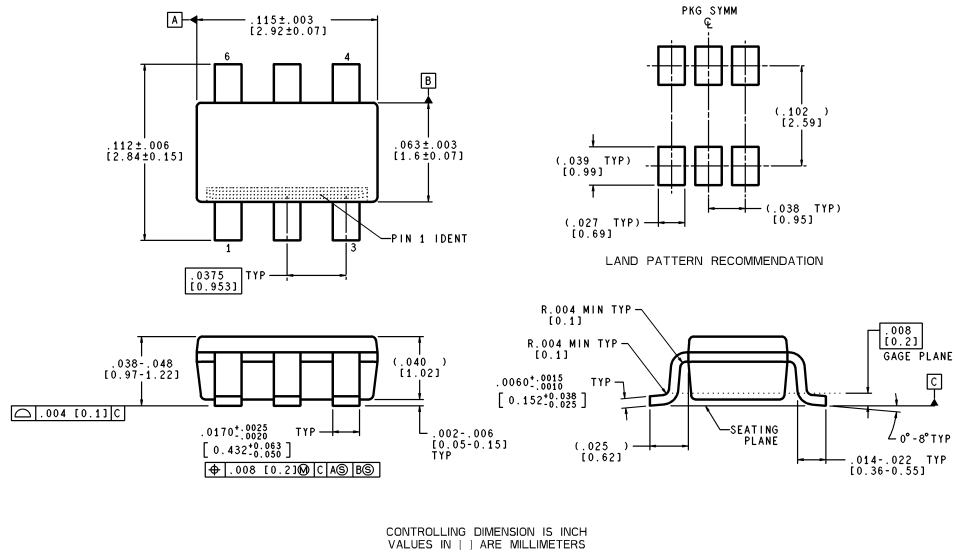 A
.115±.003
[2.92±0.07]
6
4
B
.112±.006
[2.84±0.15]
.063±.003
[1.6±0.07]
PIN 1 IDENT
1
3
.0375
[0.953]
TYP
PKG SYMM
℄
(.102 )
[2.59]
(.039 TYP)
[0.99]
(.027 TYP)
[0.69]
(.038 TYP)
[0.95]
LAND PATTERN RECOMMENDATION
.038-.048
[0.97-1.22]
(.040 )
[1.02]
⌓ .004 [0.1] C
.0170+.0025 -.0020
[0.432+0.063 -0.050]
TYP
⌖ .008 [0.2]Ⓜ C AⓈ BⓈ
.002-.006
[0.05-0.15]
TYP
R.004 MIN TYP
[0.1]
R.004 MIN TYP
[0.1]
.0060+.0015 -.0010
[0.152+0.038 -0.025]
TYP
.008
[0.2]
GAGE PLANE
C
SEATING
PLANE
0°-8°TYP
(.025 )
[0.62]
.014-.022 TYP
[0.36-0.55]
CONTROLLING DIMENSION IS INCH
VALUES IN [ ] ARE MILLIMETERS